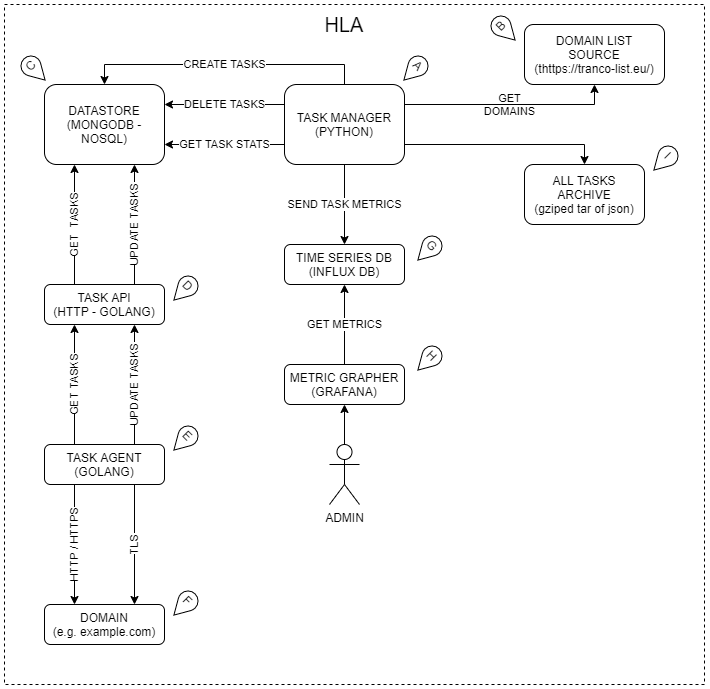 HLA
B
DOMAIN LIST
SOURCE
(thttps://tranco-list.eu/)
C
CREATE TASKS
A
DATASTORE
(MONGODB -
NOSQL)
DELETE TASKS
GET TASK STATS
TASK MANAGER
(PYTHON)
GET
DOMAINS
I
ALL TASKS
ARCHIVE
(gziped tar of json)
SEND TASK METRICS
GET TASKS
UPDATE TASKS
G
TIME SERIES DB
(INFLUX DB)
D
TASK API
(HTTP - GOLANG)
GET METRICS
GET TASKS
UPDATE TASKS
H
METRIC GRAPHER
(GRAFANA)
E
TASK AGENT
(GOLANG)
ADMIN
HTTP / HTTPS
TLS
F
DOMAIN
(e.g. example.com)